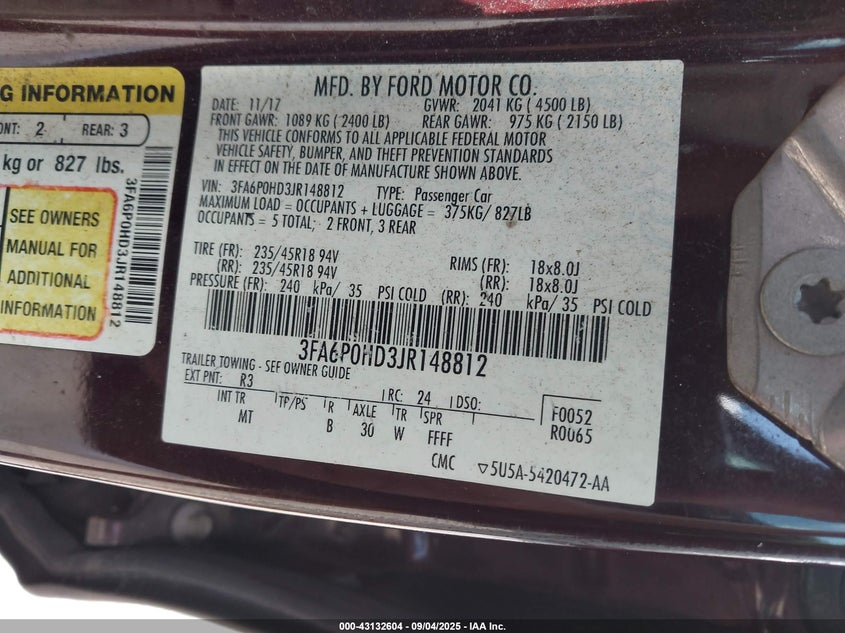 G INFORMATION
ONT: 2 REAR: 3
kg or 827 lbs.
SEE OWNERS
MANUAL FOR
ADDITIONAL
INFORMATION
3FA6P0HD3JR148812
MFD. BY FORD MOTOR CO.
DATE: 11/17 GVWR: 2041 KG ( 4500 LB)
FRONT GAWR: 1089 KG ( 2400 LB) REAR GAWR: 975 KG ( 2150 LB)
THIS VEHICLE CONFORMS TO ALL APPLICABLE FEDERAL MOTOR
VEHICLE SAFETY, BUMPER, AND THEFT PREVENTION STANDARDS
IN EFFECT ON THE DATE OF MANUFACTURE SHOWN ABOVE.
VIN: 3FA6P0HD3JR148812 TYPE: Passenger Car
MAXIMUM LOAD = OCCUPANTS + LUGGAGE = 375KG/ 827LB
OCCUPANTS = 5 TOTAL: 2 FRONT, 3 REAR
TIRE (FR): 235/45R18 94V RIMS (FR): 18x8.0J
(RR): 235/45R18 94V (RR): 18x8.0J
PRESSURE (FR): 240 kPa/ 35 PSI COLD (RR): 240 kPa/ 35 PSI COLD
3FA6P0HD3JR148812
TRAILER TOWING - SEE OWNER GUIDE
EXT PNT: R3 RC: 24 DSO:
INT TR TP/PS R AXLE TR SPR F0052
MT B 30 W FFFF R0065
CMC ▽5U5A-5420472-AA
000-43132604 - 09/04/2025 - IAA Inc.